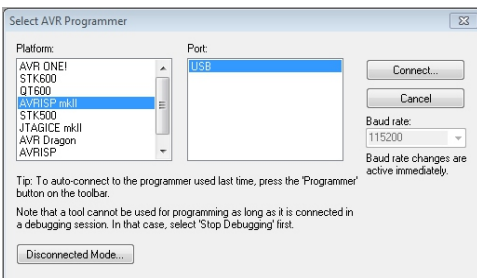 Select AVR Programmer
Platform:
AVR ONE!
STK600
QT600
AVRISP mkII
STK500
JTAGICE mkII
AVR Dragon
AVRISP
Port:
USB
Connect...
Cancel
Baud rate:
115200
Baud rate changes are
active immediately.
Tip: To auto-connect to the programmer used last time, press the 'Programmer'
button on the toolbar.
Note that a tool cannot be used for programming as long as it is connected in
a debugging session. In that case, select 'Stop Debugging' first.
Disconnected Mode...